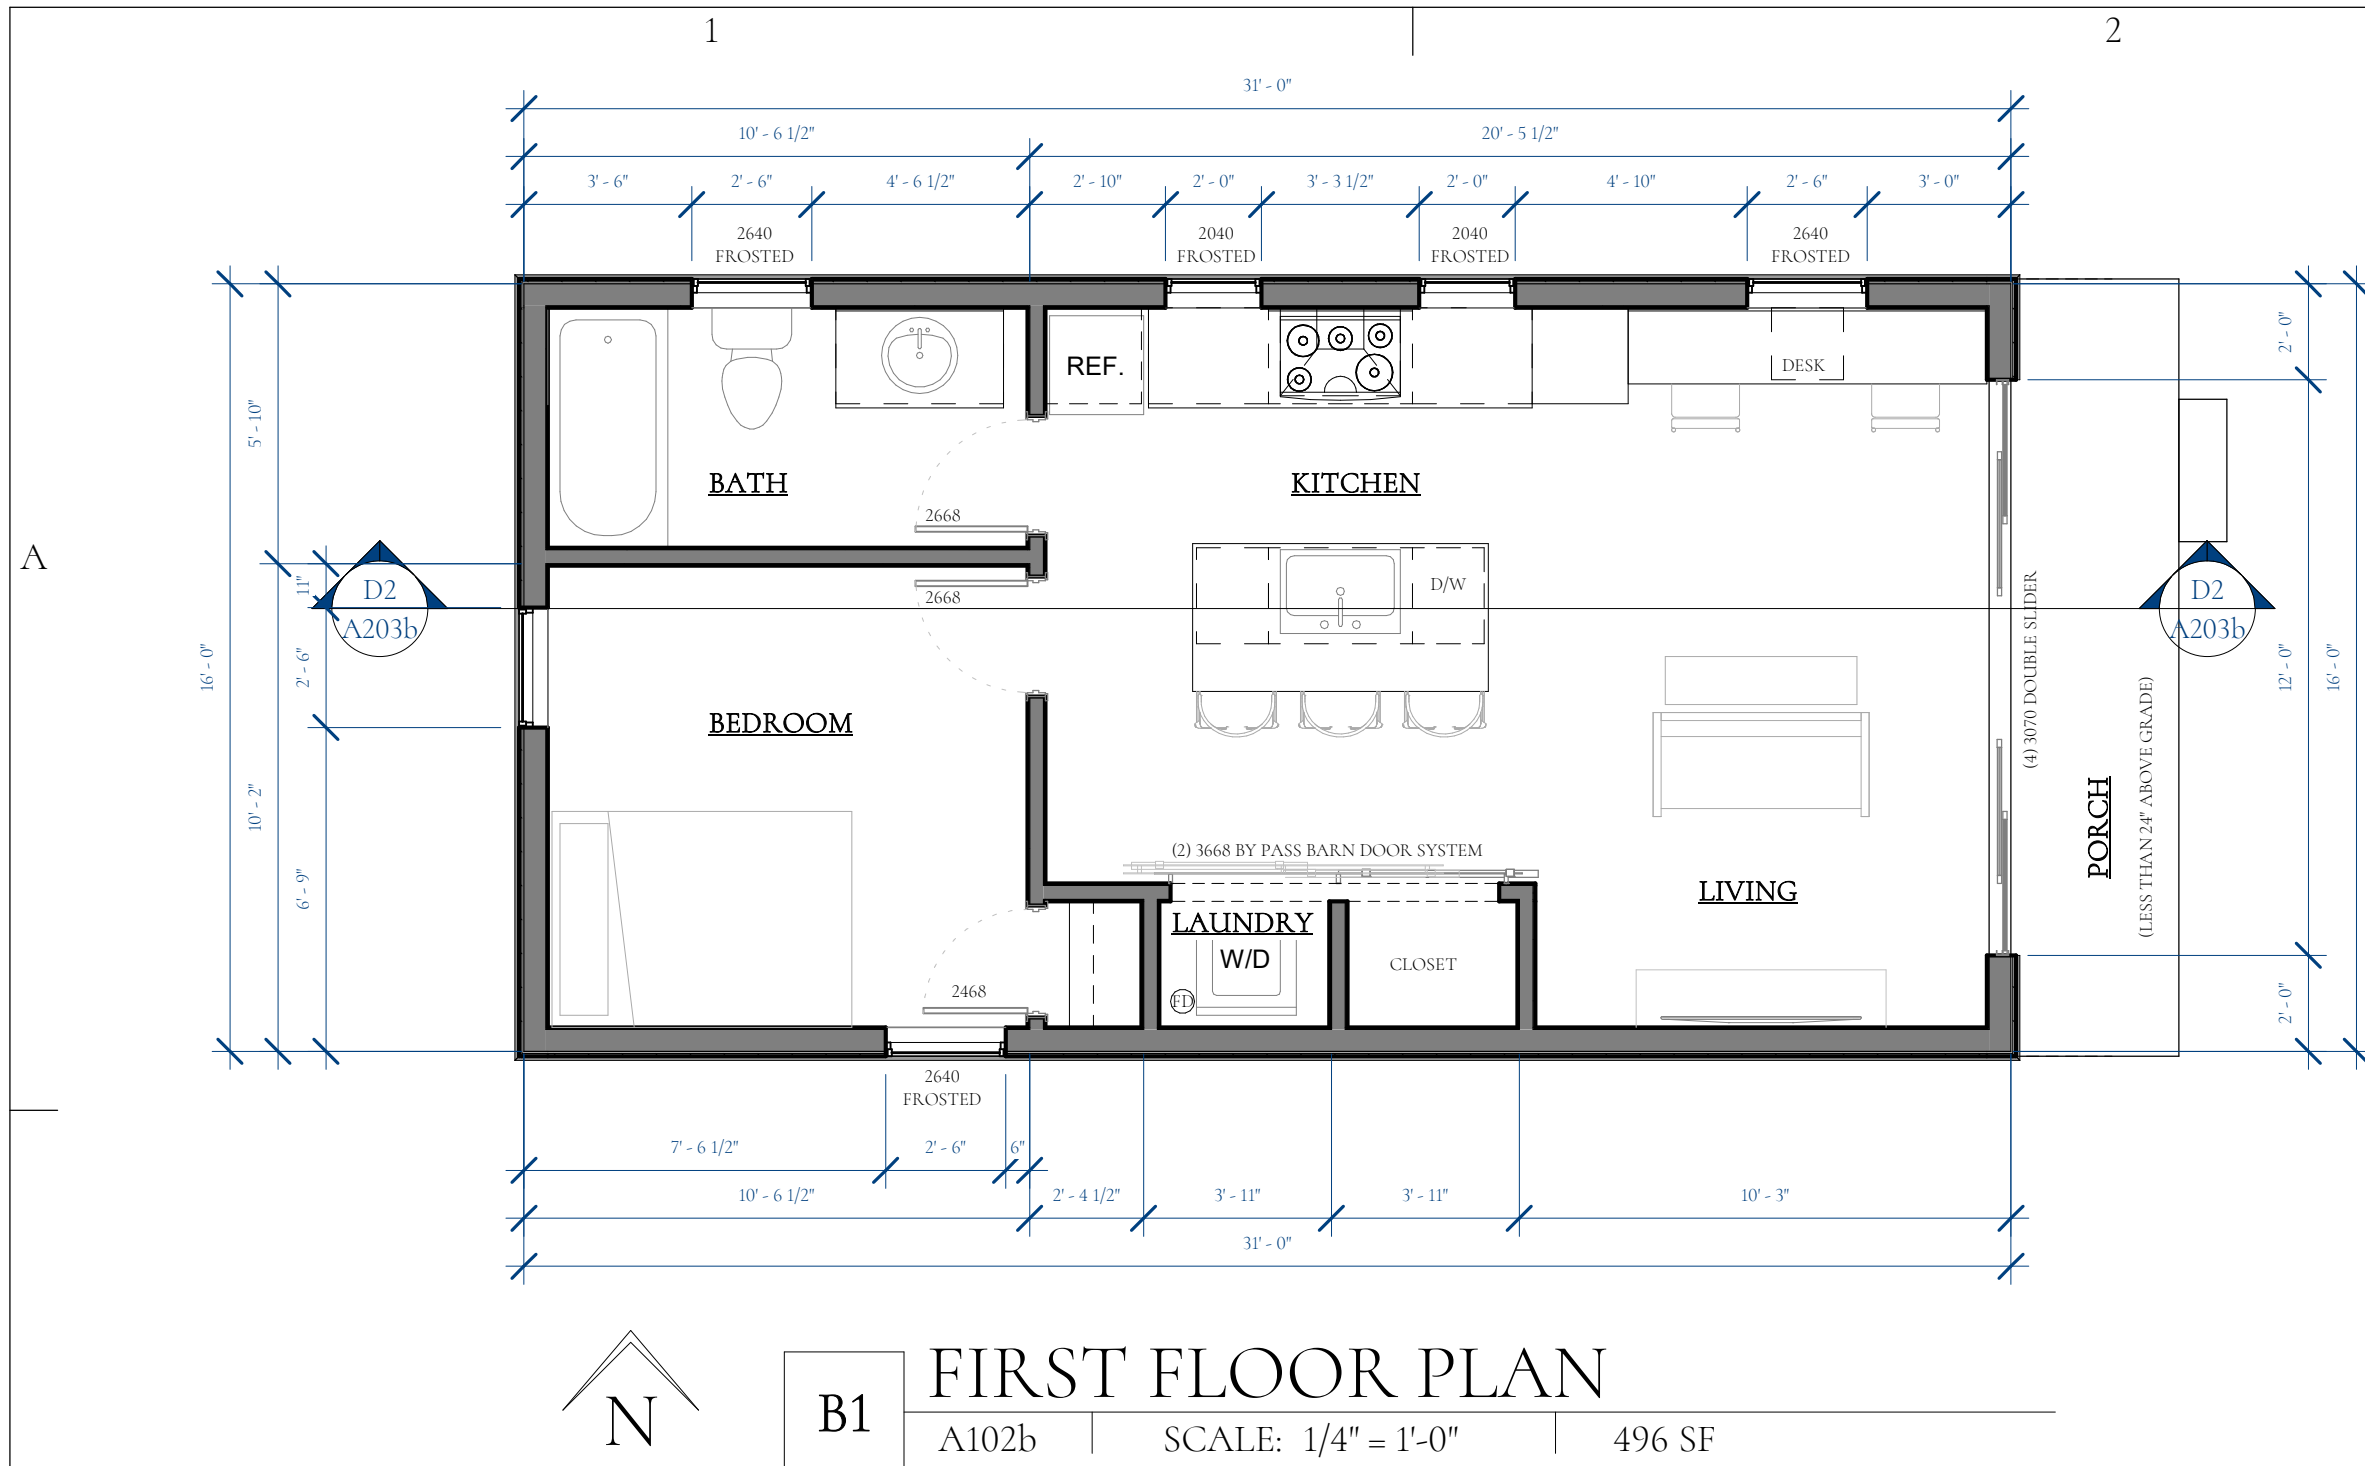 1
2
31' - 0"
10' - 6 1/2"
20' - 5 1/2"
3' - 6"
2' - 6"
4' - 6 1/2"
2' - 10"
2' - 0"
3' - 3 1/2"
2' - 0"
4' - 10"
2' - 6"
3' - 0"
2640
FROSTED
2040
FROSTED
2040
FROSTED
2640
FROSTED
REF.
DESK
BATH
KITCHEN
2668
2668
D/W
A
D2
A203b
D2
A203b
16' - 0"
5' - 10"
10' - 2"
11"
2' - 6"
6' - 9"
2' - 0"
12' - 0"
16' - 0"
2' - 0"
BEDROOM
(4) 3070 DOUBLE SLIDER
PORCH
(LESS THAN 24" ABOVE GRADE)
(2) 3668 BY PASS BARN DOOR SYSTEM
LIVING
LAUNDRY
W/D
CLOSET
FD
2468
2640
FROSTED
7' - 6 1/2"
2' - 6"
6"
10' - 6 1/2"
2' - 4 1/2"
3' - 11"
3' - 11"
10' - 3"
31' - 0"
N
B1
FIRST FLOOR PLAN
A102b
SCALE: 1/4" = 1'-0"
496 SF